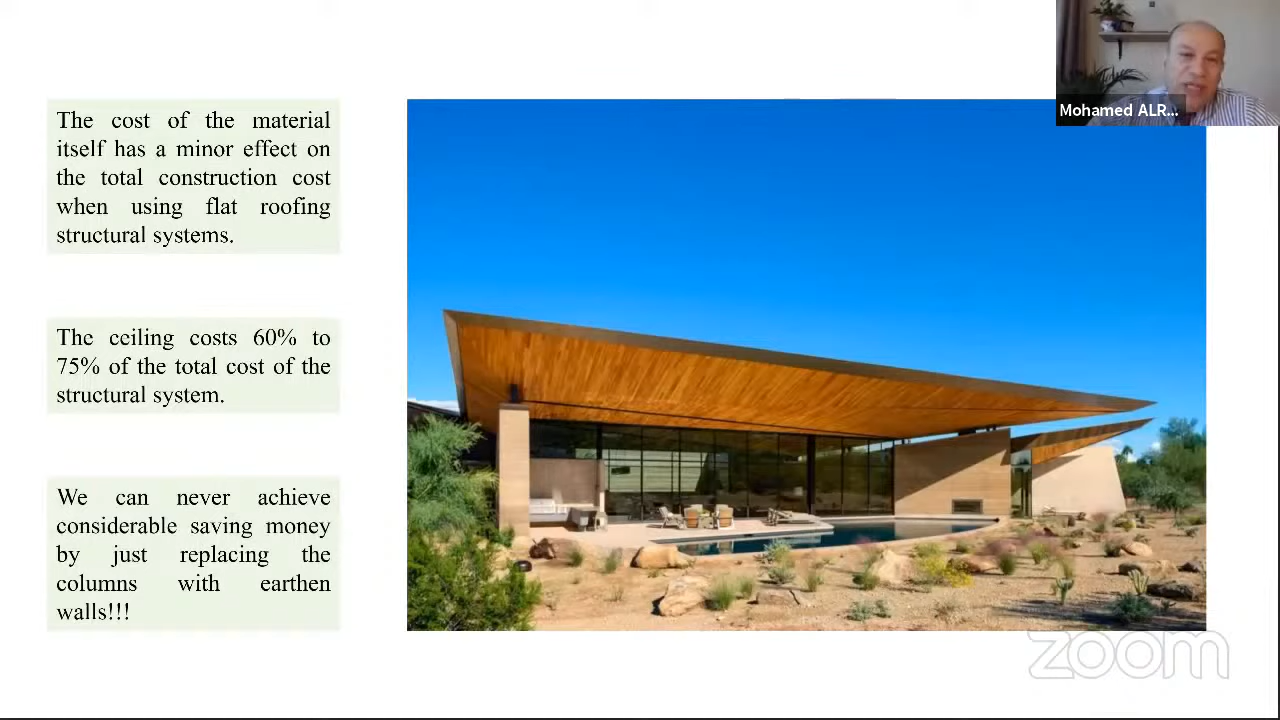 The cost of the material
itself has a minor effect on
the total construction cost
when using flat roofing
structural systems.
The ceiling costs 60% to
75% of the total cost of the
structural system.
We can never achieve
considerable saving money
by just replacing the
columns with earthen
walls!!!
Mohamed ALR...
zoom